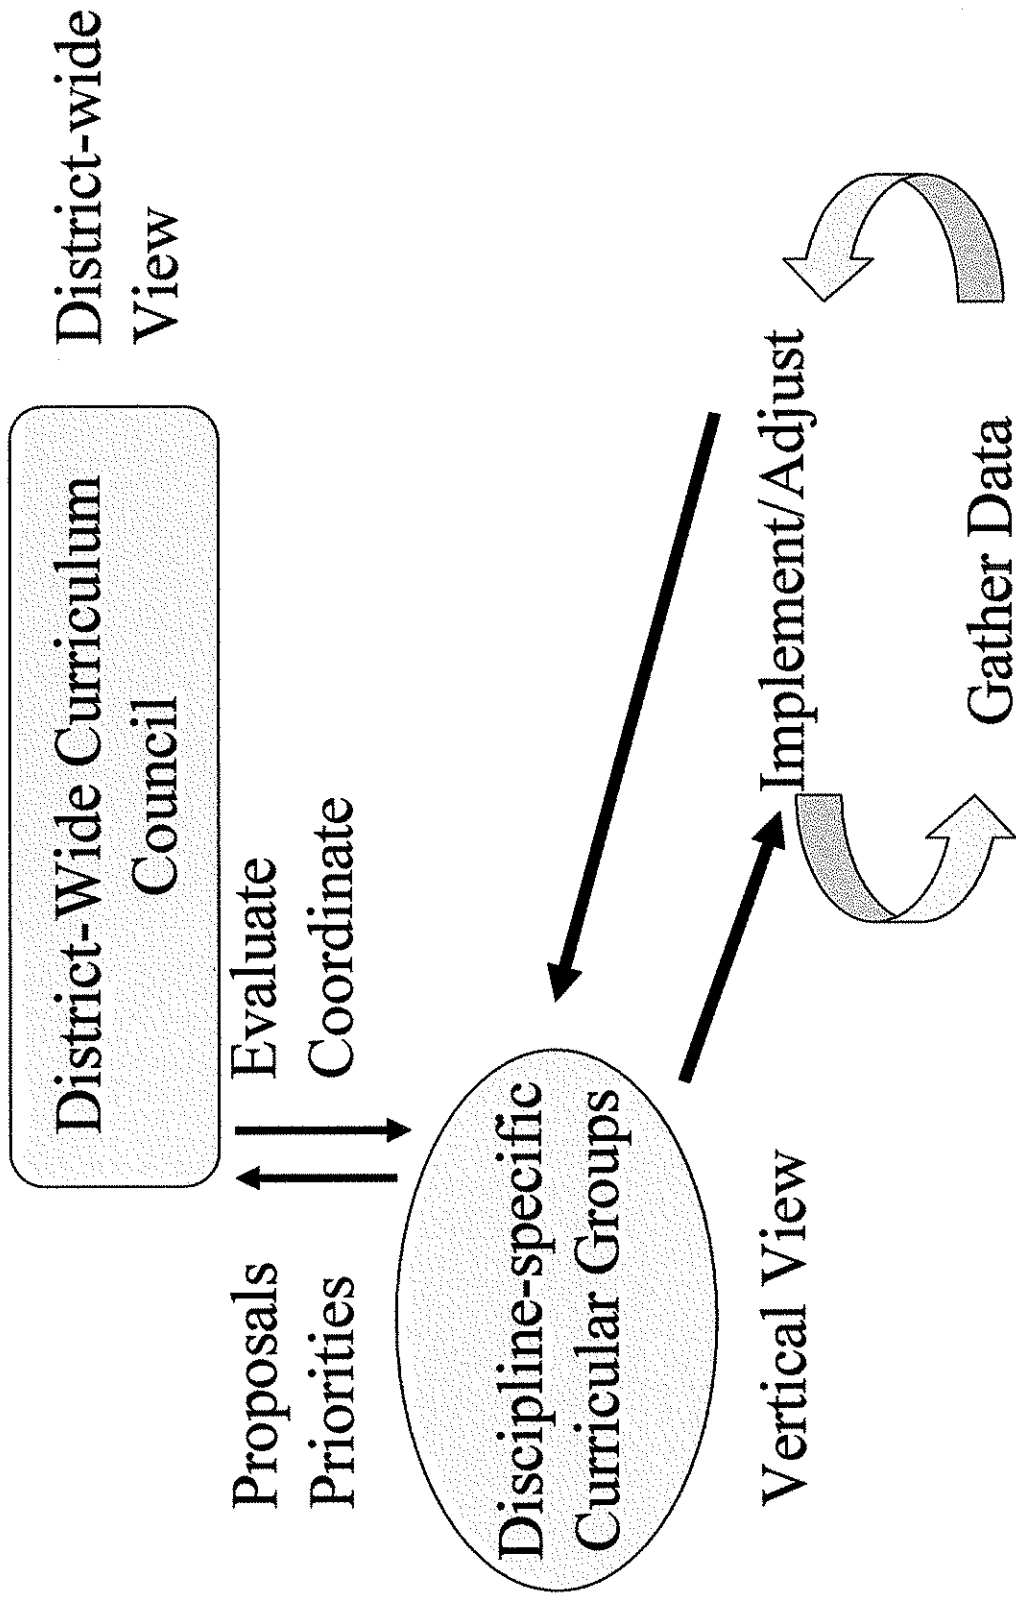 District-Wide Curriculum
Council
District-wide
View
Proposals
Priorities
Evaluate
Coordinate
Discipline-specific
Curricular Groups
Vertical View
Implement/Adjust
Gather Data